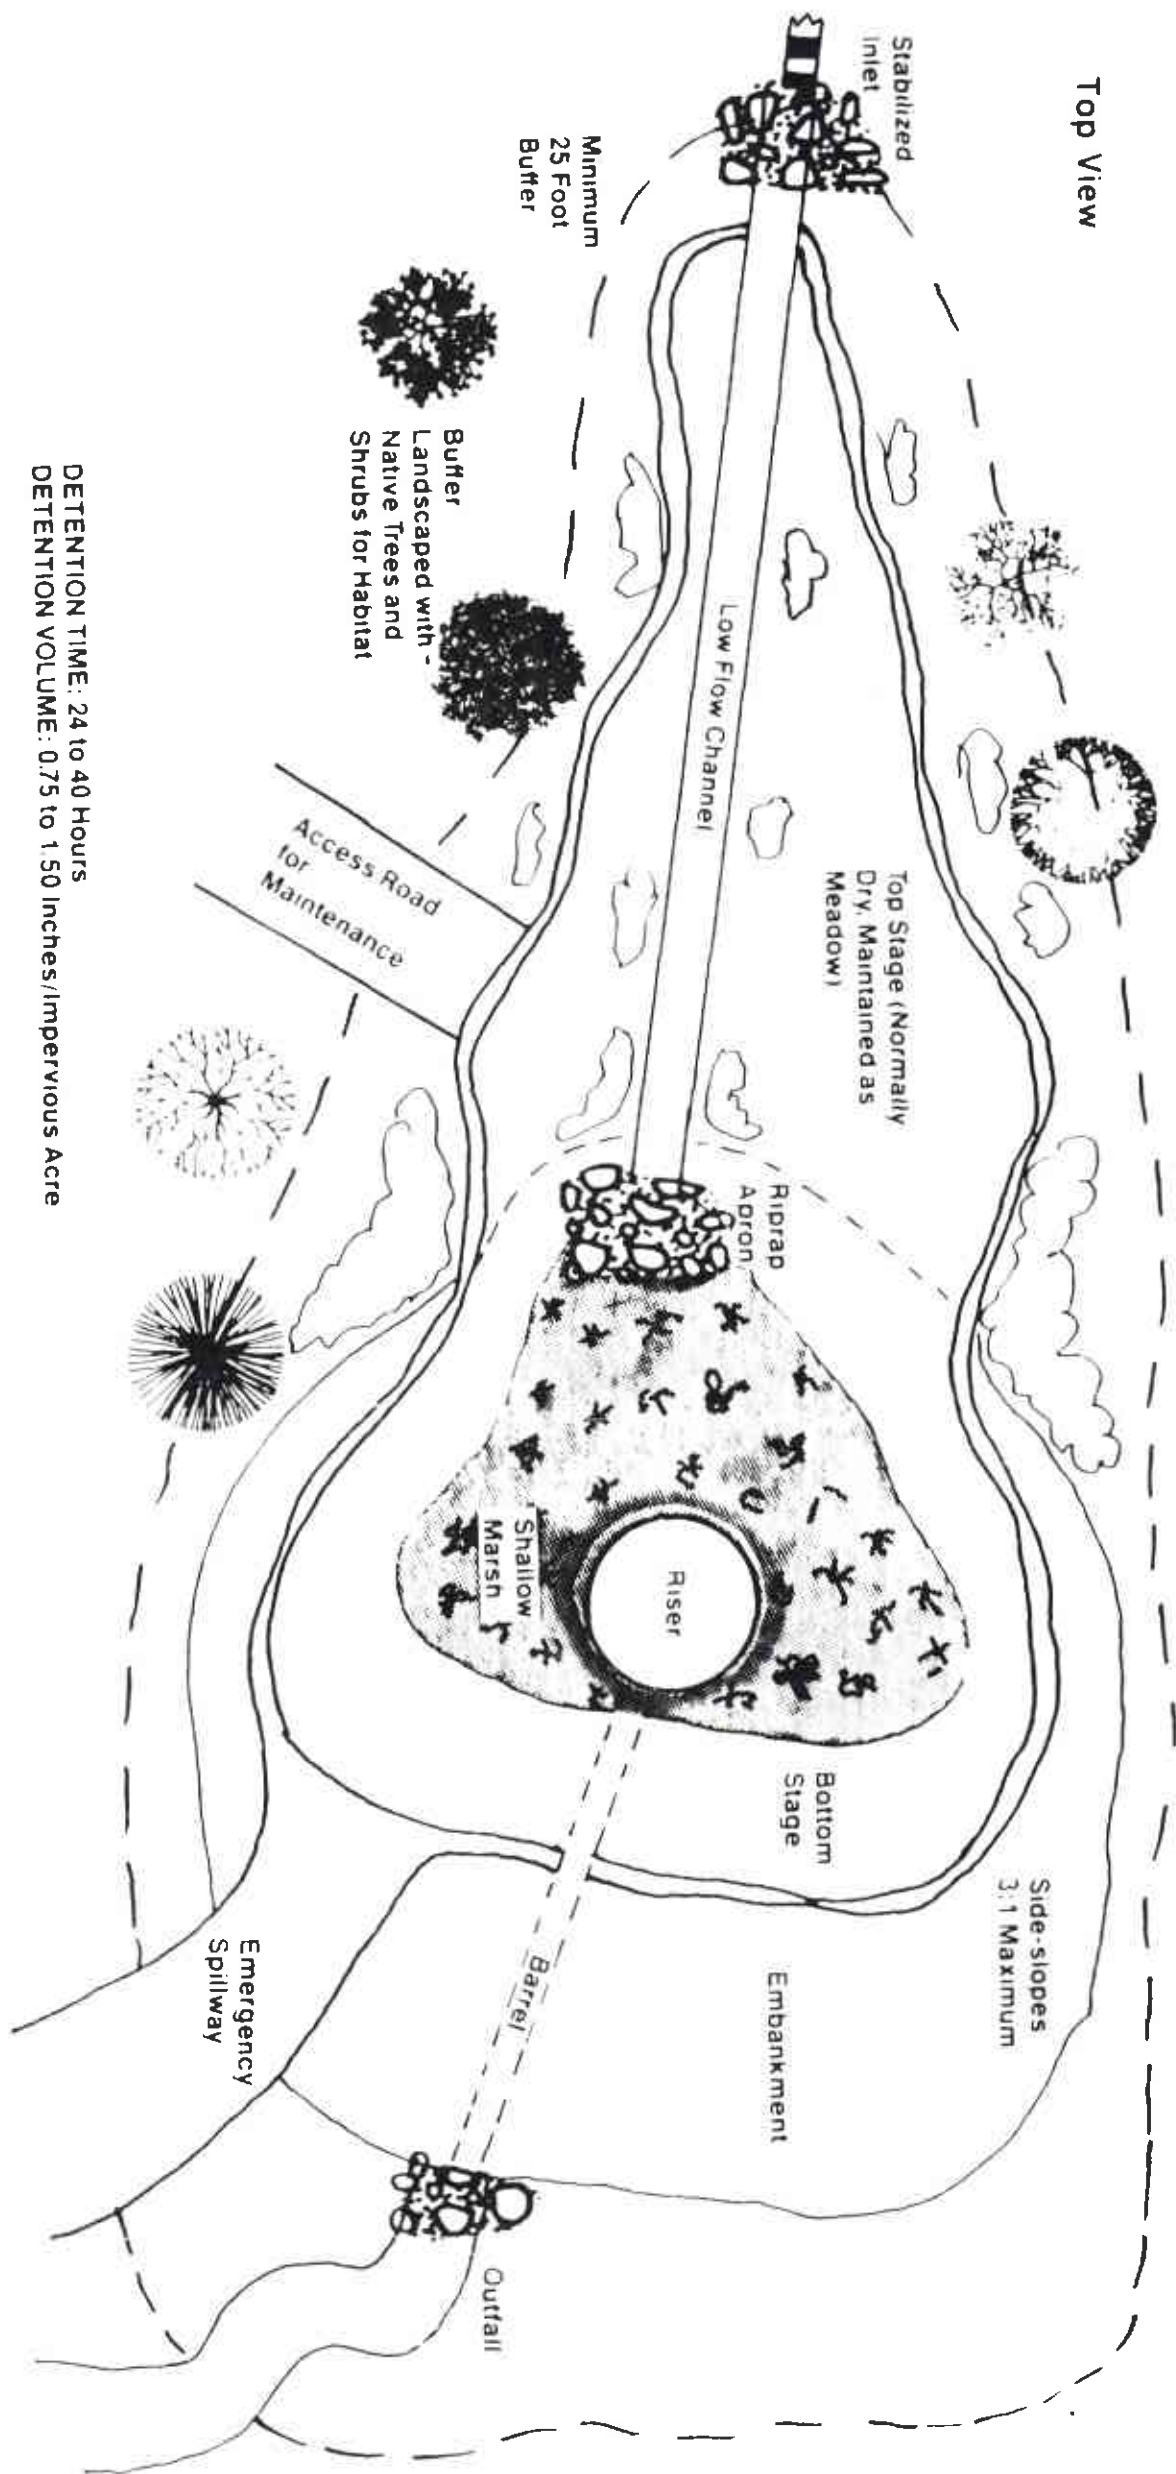 Top View
Stabilized
Inlet
Minimum
25 Foot
Buffer
Buffer
Landscaped with -
Native Trees and
Shrubs for Habitat
Low Flow Channel
Top Stage (Normally
Dry, Maintained as
Meadow)
Access Road
for
Maintenance
Riprap
Apron
Shallow
Marsh
Riser
Bottom
Stage
Side-slopes
3:1 Maximum
Embankment
Barrel
Emergency
Spillway
Outfall
DETENTION TIME: 24 to 40 Hours
DETENTION VOLUME: 0.75 to 1.50 Inches/Impervious Acre